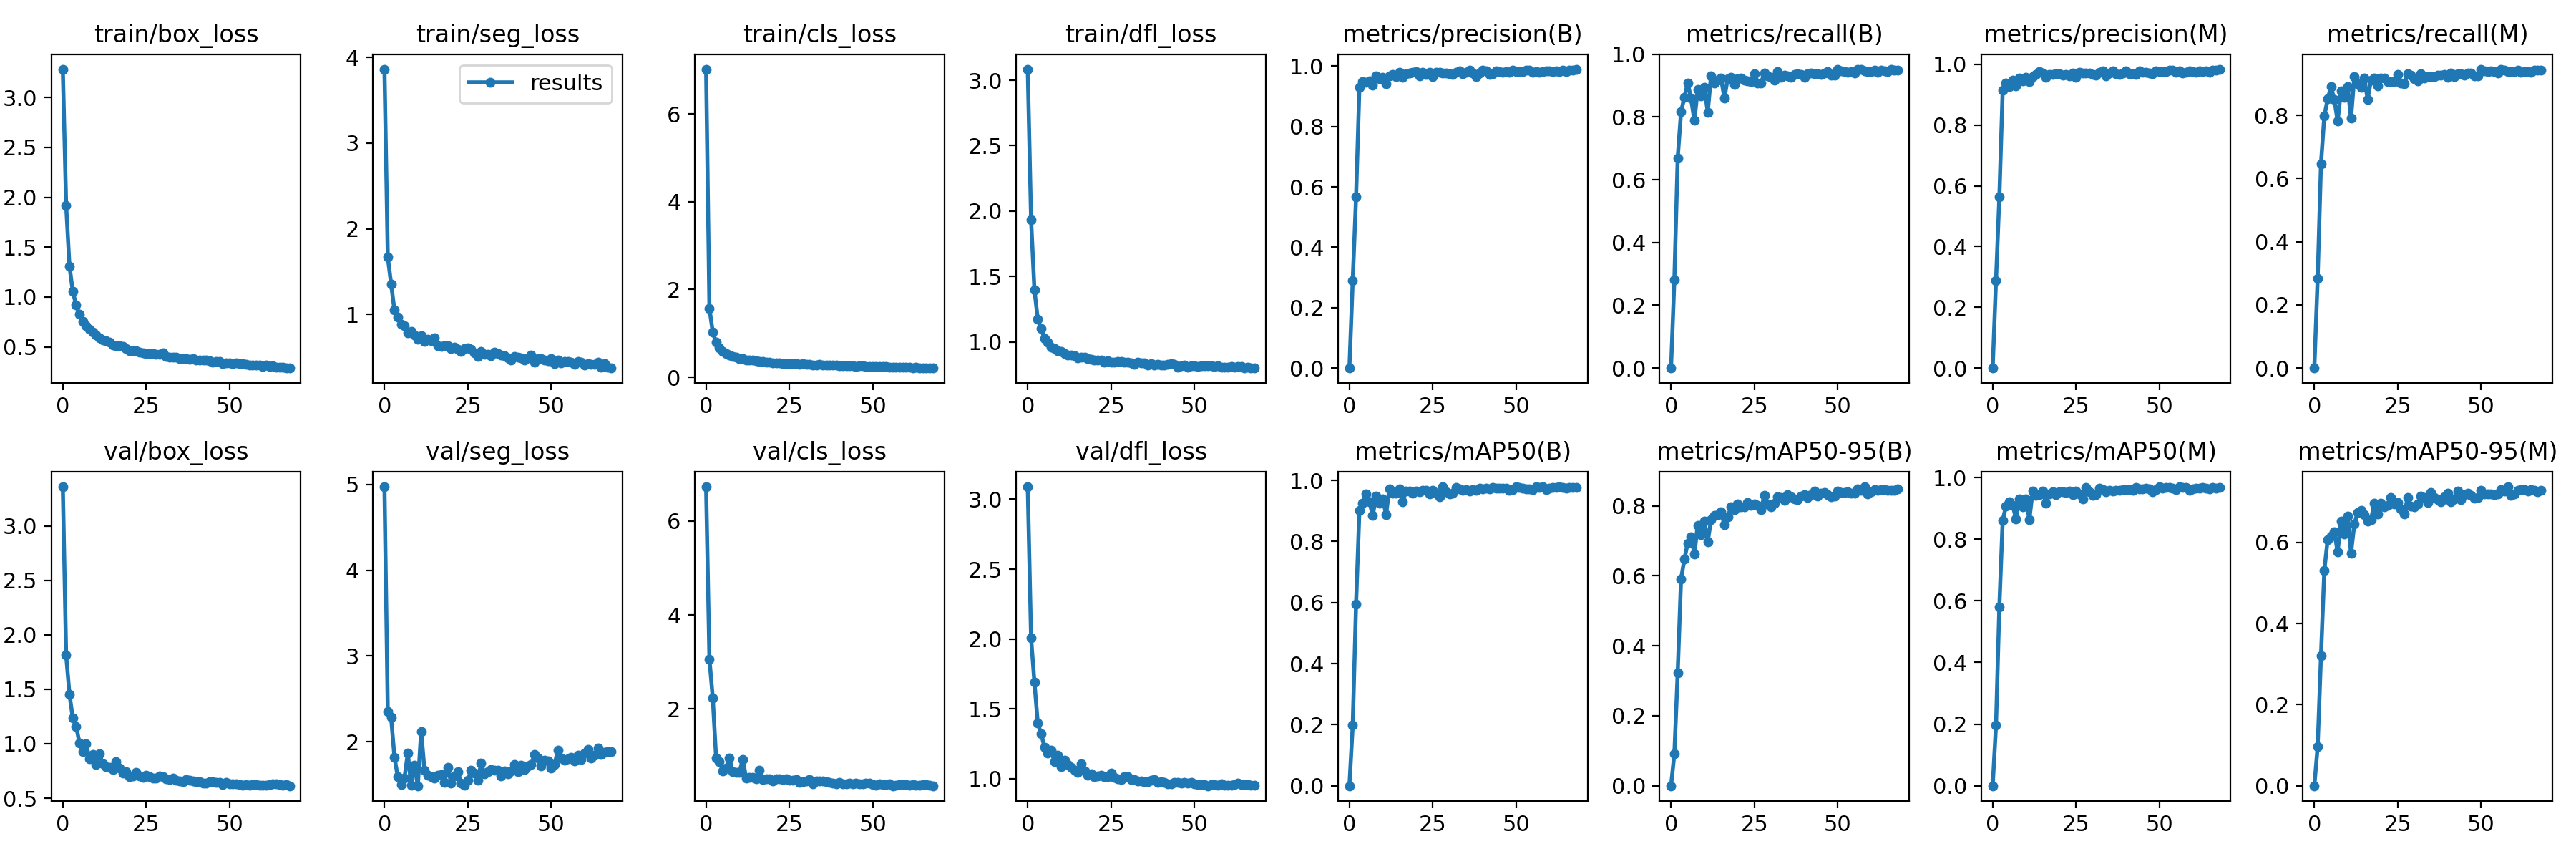 train/box_loss
3.0
2.5
2.0
1.5
1.0
0.5
0 25 50
train/seg_loss
results
4
3
2
1
0 25 50
train/cls_loss
6
4
2
0
0 25 50
train/dfl_loss
3.0
2.5
2.0
1.5
1.0
0 25 50
metrics/precision(B)
1.0
0.8
0.6
0.4
0.2
0.0
0 25 50
metrics/recall(B)
1.0
0.8
0.6
0.4
0.2
0.0
0 25 50
metrics/precision(M)
1.0
0.8
0.6
0.4
0.2
0.0
0 25 50
metrics/recall(M)
0.8
0.6
0.4
0.2
0.0
0 25 50
val/box_loss
3.0
2.5
2.0
1.5
1.0
0.5
0 25 50
val/seg_loss
5
4
3
2
0 25 50
val/cls_loss
6
4
2
0 25 50
val/dfl_loss
3.0
2.5
2.0
1.5
1.0
0 25 50
metrics/mAP50(B)
1.0
0.8
0.6
0.4
0.2
0.0
0 25 50
metrics/mAP50-95(B)
0.8
0.6
0.4
0.2
0.0
0 25 50
metrics/mAP50(M)
1.0
0.8
0.6
0.4
0.2
0.0
0 25 50
metrics/mAP50-95(M)
0.6
0.4
0.2
0.0
0 25 50